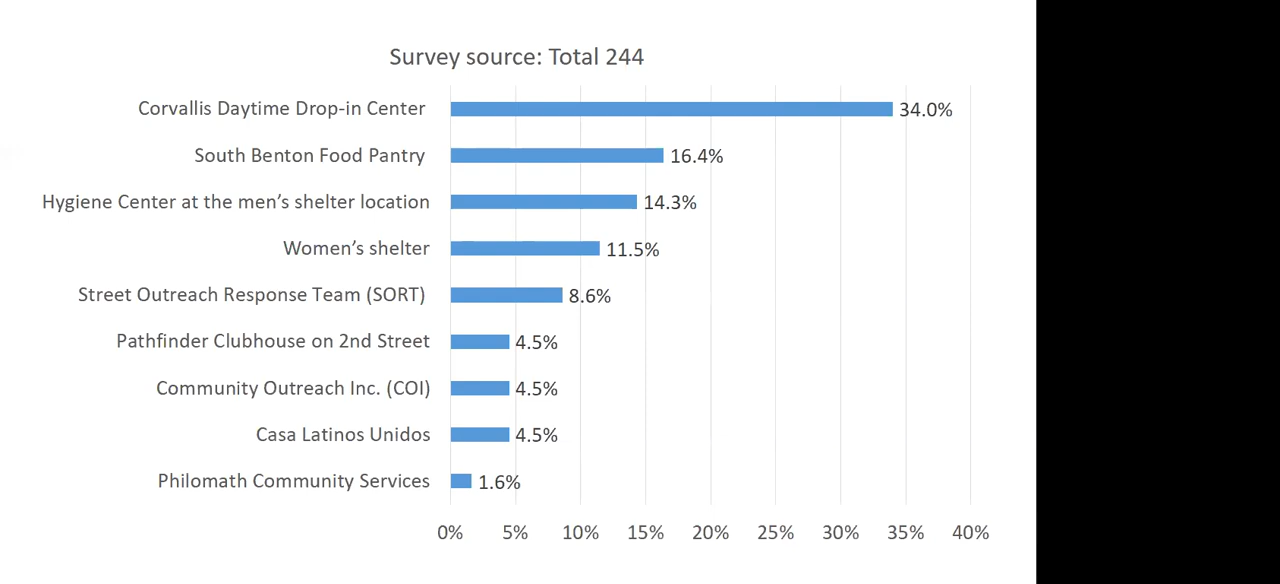 Survey source: Total 244
Corvallis Daytime Drop-in Center 34.0%
South Benton Food Pantry 16.4%
Hygiene Center at the men’s shelter location 14.3%
Women’s shelter 11.5%
Street Outreach Response Team (SORT) 8.6%
Pathfinder Clubhouse on 2nd Street 4.5%
Community Outreach Inc. (COI) 4.5%
Casa Latinos Unidos 4.5%
Philomath Community Services 1.6%
0% 5% 10% 15% 20% 25% 30% 35% 40%